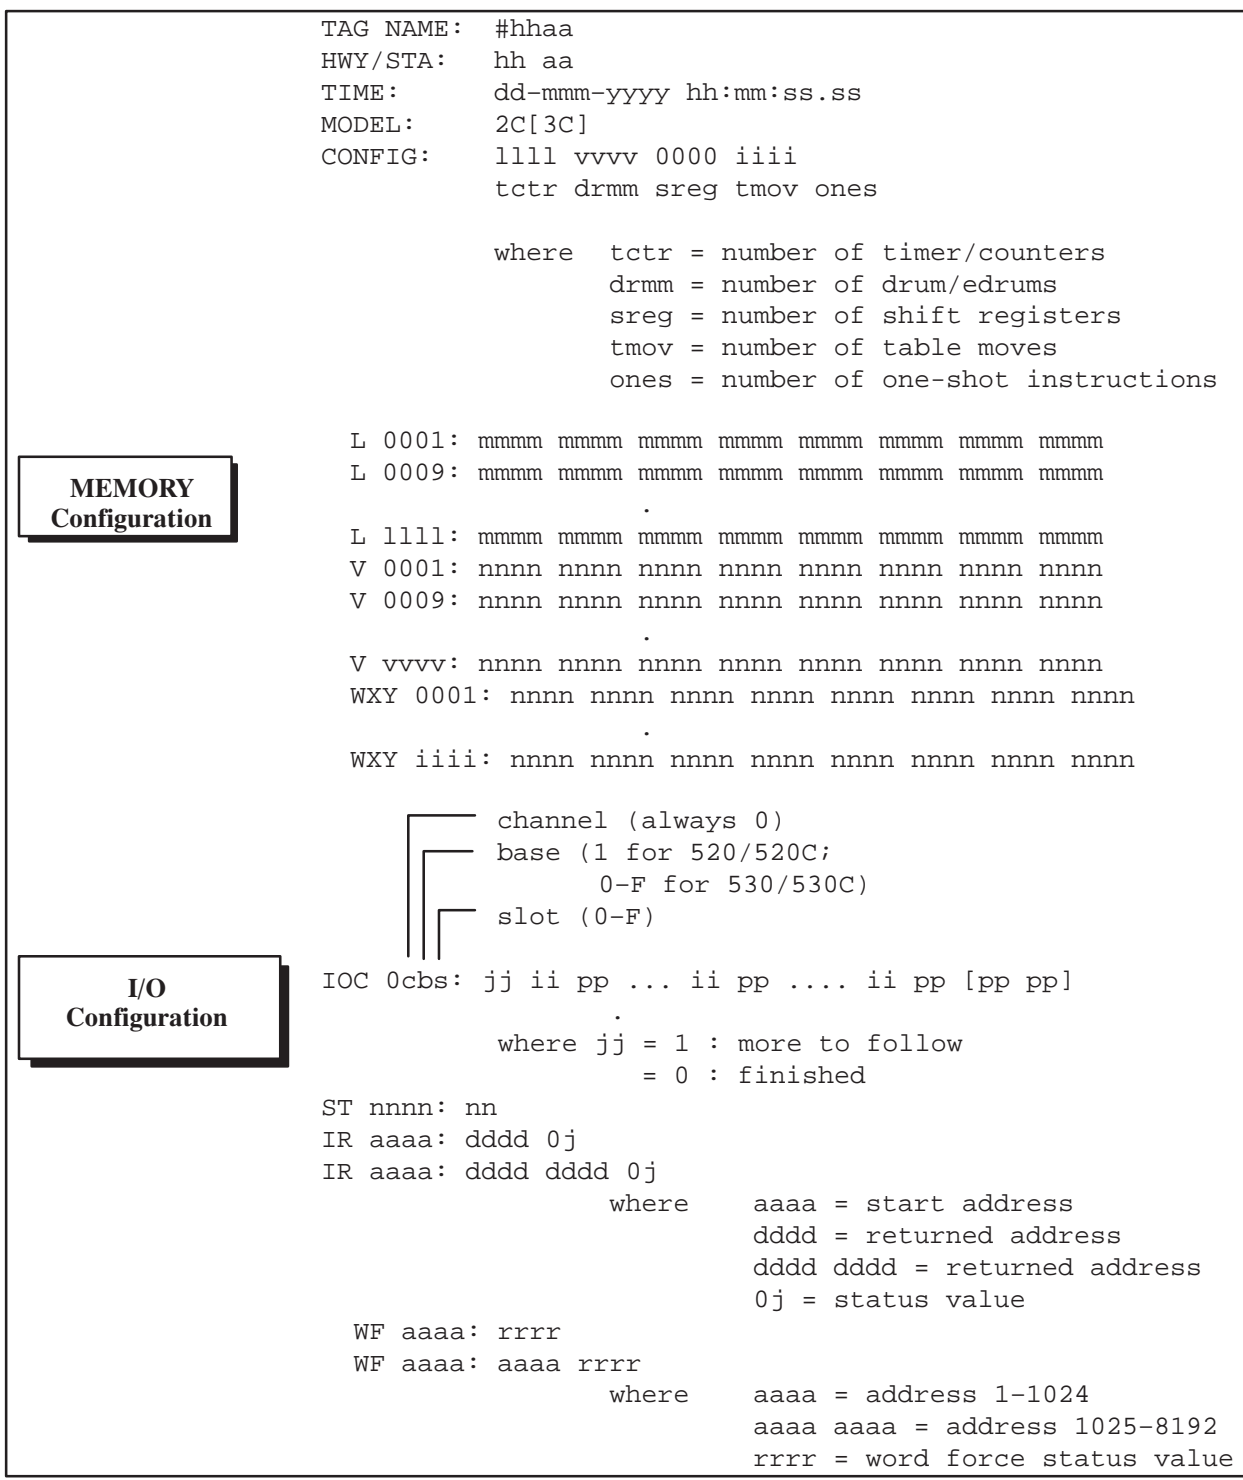 TAG NAME: #hhaa
HWY/STA: hh aa
TIME: dd-mmm-yyyy hh:mm:ss.ss
MODEL: 2C[3C]
CONFIG: llll vvvv 0000 iiii
tctr drmm sreg tmov ones
where tctr = number of timer/counters
drmm = number of drum/edrums
sreg = number of shift registers
tmov = number of table moves
ones = number of one-shot instructions
MEMORY
Configuration
L 0001: mmmm mmmm mmmm mmmm mmmm mmmm mmmm mmmm
L 0009: mmmm mmmm mmmm mmmm mmmm mmmm mmmm mmmm
.
L llll: mmmm mmmm mmmm mmmm mmmm mmmm mmmm mmmm
V 0001: nnnn nnnn nnnn nnnn nnnn nnnn nnnn nnnn
V 0009: nnnn nnnn nnnn nnnn nnnn nnnn nnnn nnnn
.
V vvvv: nnnn nnnn nnnn nnnn nnnn nnnn nnnn nnnn
WXY 0001: nnnn nnnn nnnn nnnn nnnn nnnn nnnn nnnn
.
WXY iiii: nnnn nnnn nnnn nnnn nnnn nnnn nnnn nnnn
channel (always 0)
base (1 for 520/520C;
0-F for 530/530C)
slot (0-F)
I/O
Configuration
IOC 0cbs: jj ii pp ... ii pp .... ii pp [pp pp]
.
where jj = 1 : more to follow
= 0 : finished
ST nnnn: nn
IR aaaa: dddd 0j
IR aaaa: dddd dddd 0j
where aaaa = start address
dddd = returned address
dddd dddd = returned address
0j = status value
WF aaaa: rrrr
WF aaaa: aaaa rrrr
where aaaa = address 1-1024
aaaa aaaa = address 1025-8192
rrrr = word force status value